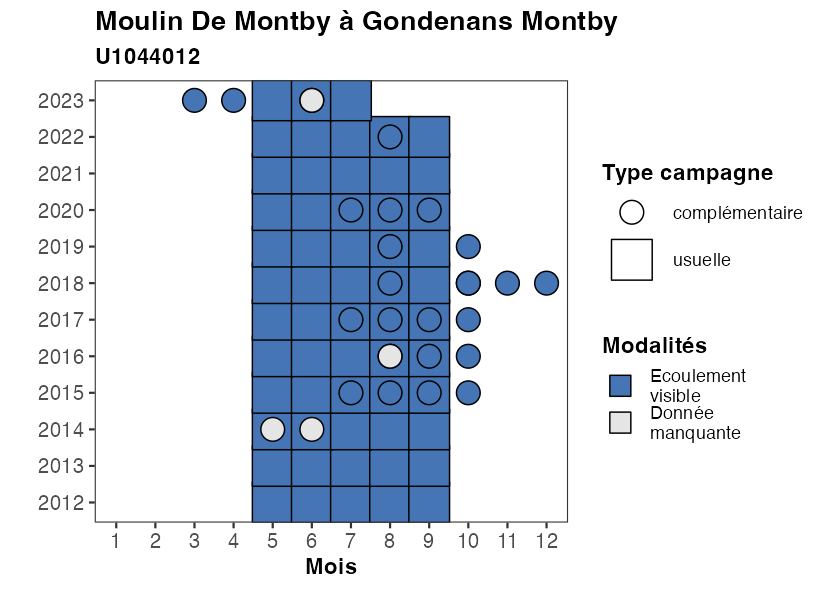 Moulin De Montby à Gondenans Montby
U1044012
2023
2022
2021
2020
2019
2018
2017
2016
2015
2014
2013
2012
1 2 3 4 5 6 7 8 9 10 11 12
Mois
Type campagne
complémentaire
usuelle
Modalités
Ecoulement
visible
Donnée
manquante